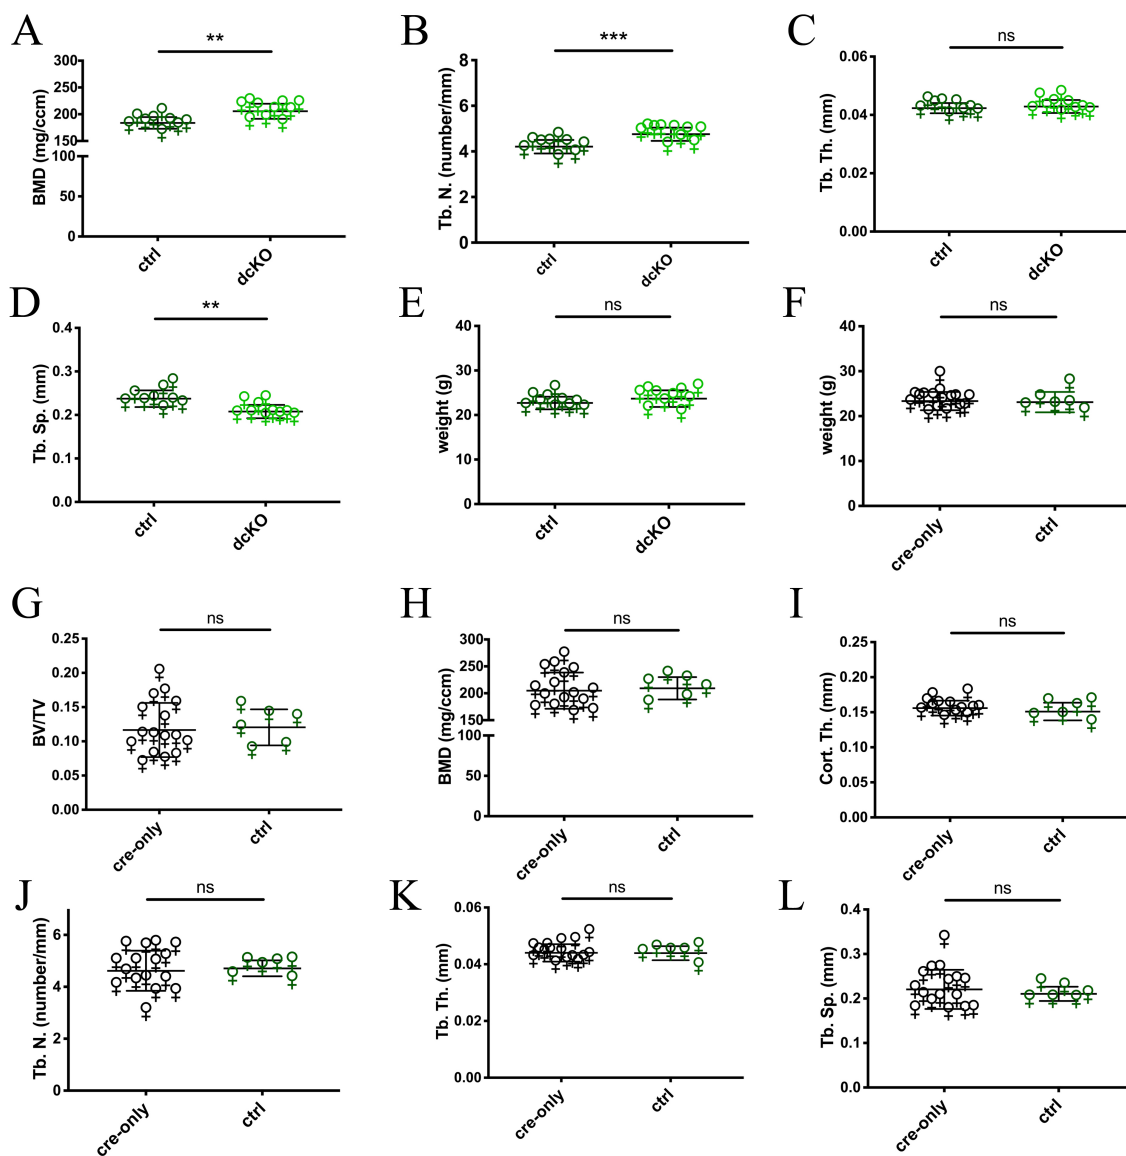 A
**
BMD (mg/ccm)
300
250
200
150
100
50
0
ctrl
dcKO
B
***
Tb. N. (number/mm)
8
6
4
2
0
ctrl
dcKO
C
ns
Tb. Th. (mm)
0.06
0.04
0.02
0.00
ctrl
dcKO
D
**
Tb. Sp. (mm)
0.4
0.3
0.2
0.1
0.0
ctrl
dcKO
E
ns
weight (g)
40
30
20
10
0
ctrl
dcKO
F
ns
weight (g)
40
30
20
10
0
cre-only
ctrl
G
ns
BV/TV
0.25
0.20
0.15
0.10
0.05
0.00
cre-only
ctrl
H
ns
BMD (mg/ccm)
300
250
200
150
100
50
0
cre-only
ctrl
I
ns
Cort. Th. (mm)
0.25
0.20
0.15
0.10
0.05
0.00
cre-only
ctrl
J
ns
Tb. N. (number/mm)
6
4
2
0
cre-only
ctrl
K
ns
Tb. Th. (mm)
0.06
0.04
0.02
0.00
cre-only
ctrl
L
ns
Tb. Sp. (mm)
0.4
0.3
0.2
0.1
0.0
cre-only
ctrl